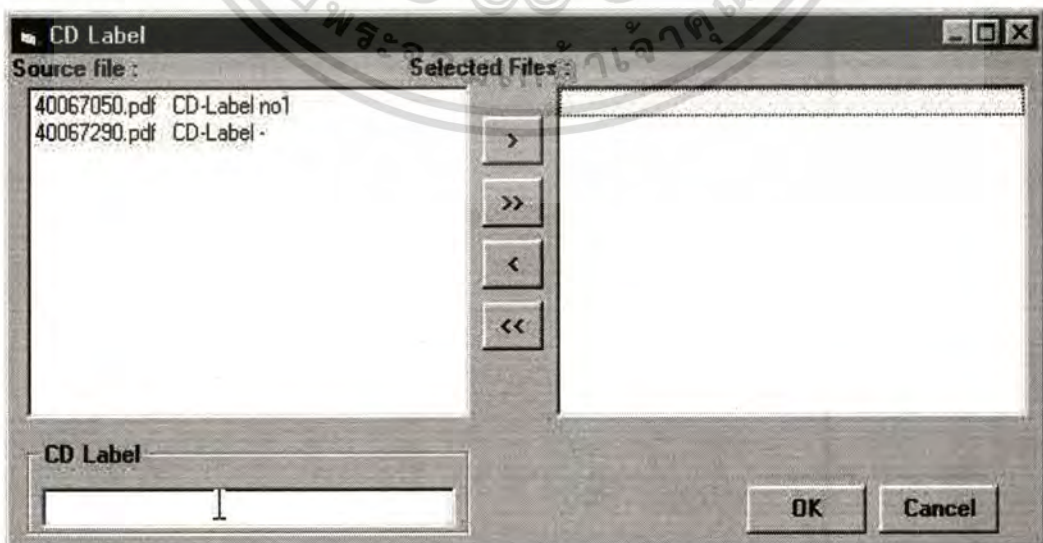 CD Label
Source file :
Selected Files :
40067050.pdf CD-Label no1
40067290.pdf CD-Label -
>
>>
<
<<
CD Label
OK
Cancel